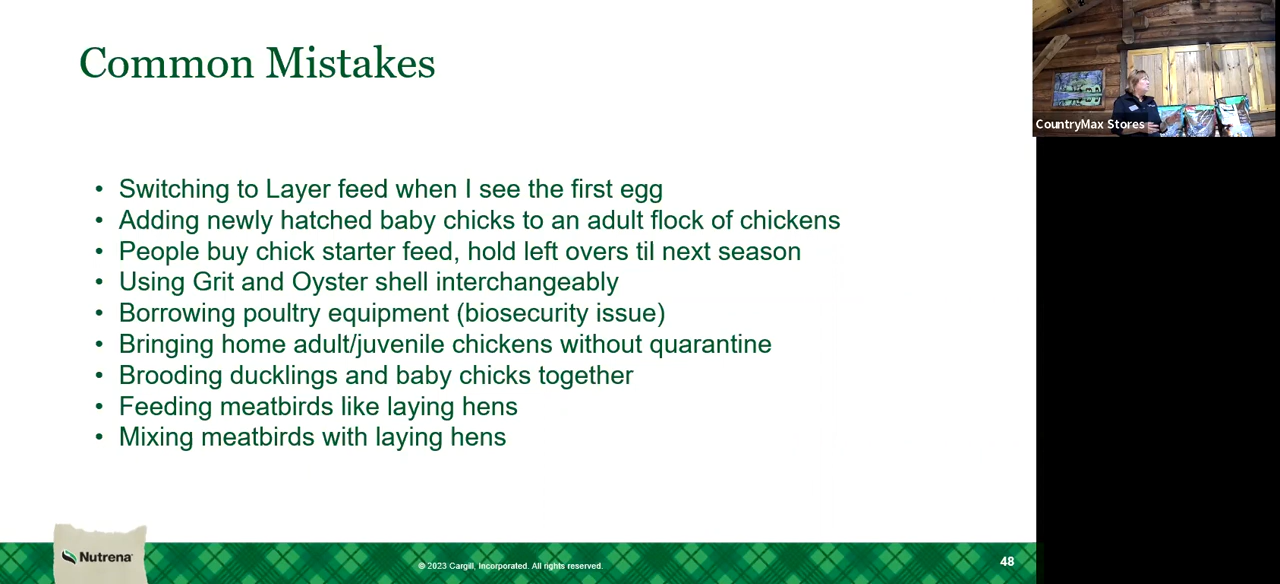 Common Mistakes
CountryMax Stores
• Switching to Layer feed when I see the first egg
• Adding newly hatched baby chicks to an adult flock of chickens
• People buy chick starter feed, hold left overs til next season
• Using Grit and Oyster shell interchangeably
• Borrowing poultry equipment (biosecurity issue)
• Bringing home adult/juvenile chickens without quarantine
• Brooding ducklings and baby chicks together
• Feeding meatbirds like laying hens
• Mixing meatbirds with laying hens
Nutrena
© 2023 Cargill, Incorporated. All rights reserved.
48